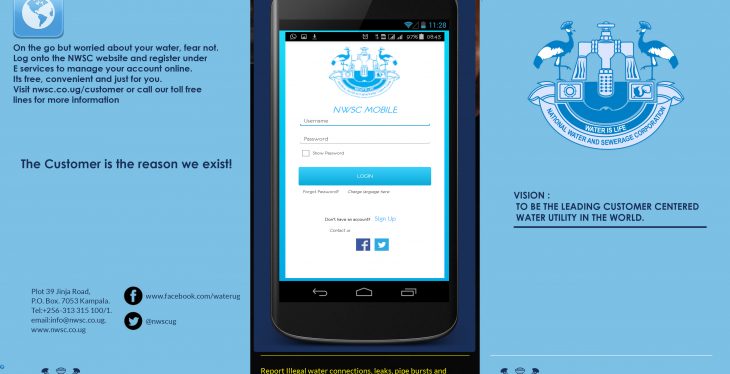 On the go but worried about your water, fear not.
Log onto the NWSC website and register under
E services to manage your account online.
Its free, convenient and just for you.
Visit nwsc.co.ug/customer or call our toll free
lines for more information
The Customer is the reason we exist!
Plot 39 Jinja Road,
P.O. Box. 7053 Kampala.
Tel:+256-313 315 100/1.
email:info@nwsc.co.ug.
www.nwsc.co.ug
www.facebook.com/waterug
@nwscug
11:28
97% 08:43
NWSC MOBILE
Username
Password
Show Password
LOGIN
Forgot Password? Change language here
Don't have an account? Sign Up
Contact us
Report Illegal water connections, leaks, pipe bursts and
WATER IS LIFE
NATIONAL WATER AND SEWERAGE CORPORATION
VISION :
TO BE THE LEADING CUSTOMER CENTERED
WATER UTILITY IN THE WORLD.